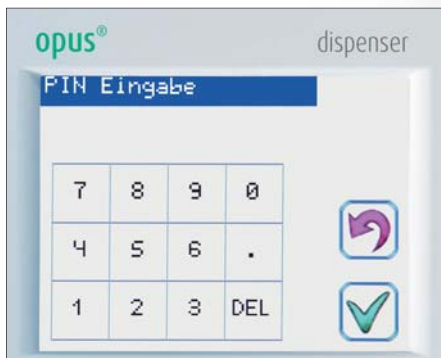 opus® dispenser
PIN Eingabe
7 8 9 0
4 5 6 .
1 2 3 DEL